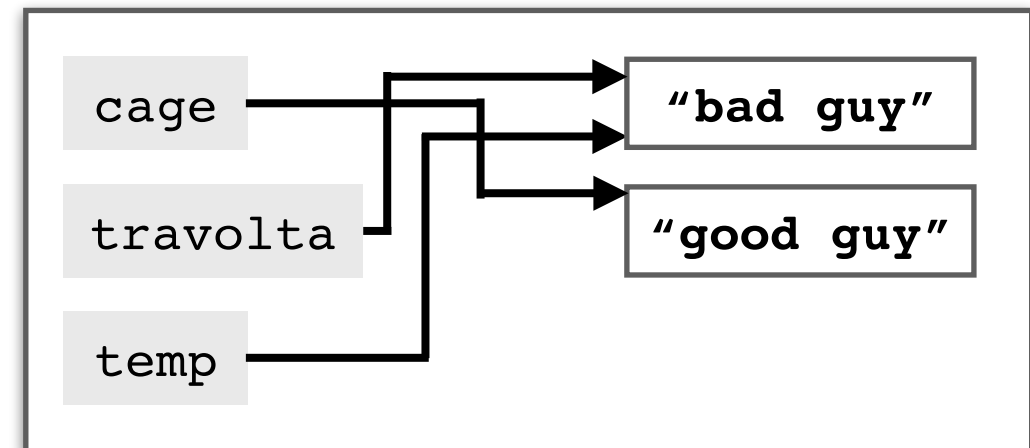 cage
“bad guy”
travolta
“good guy”
temp